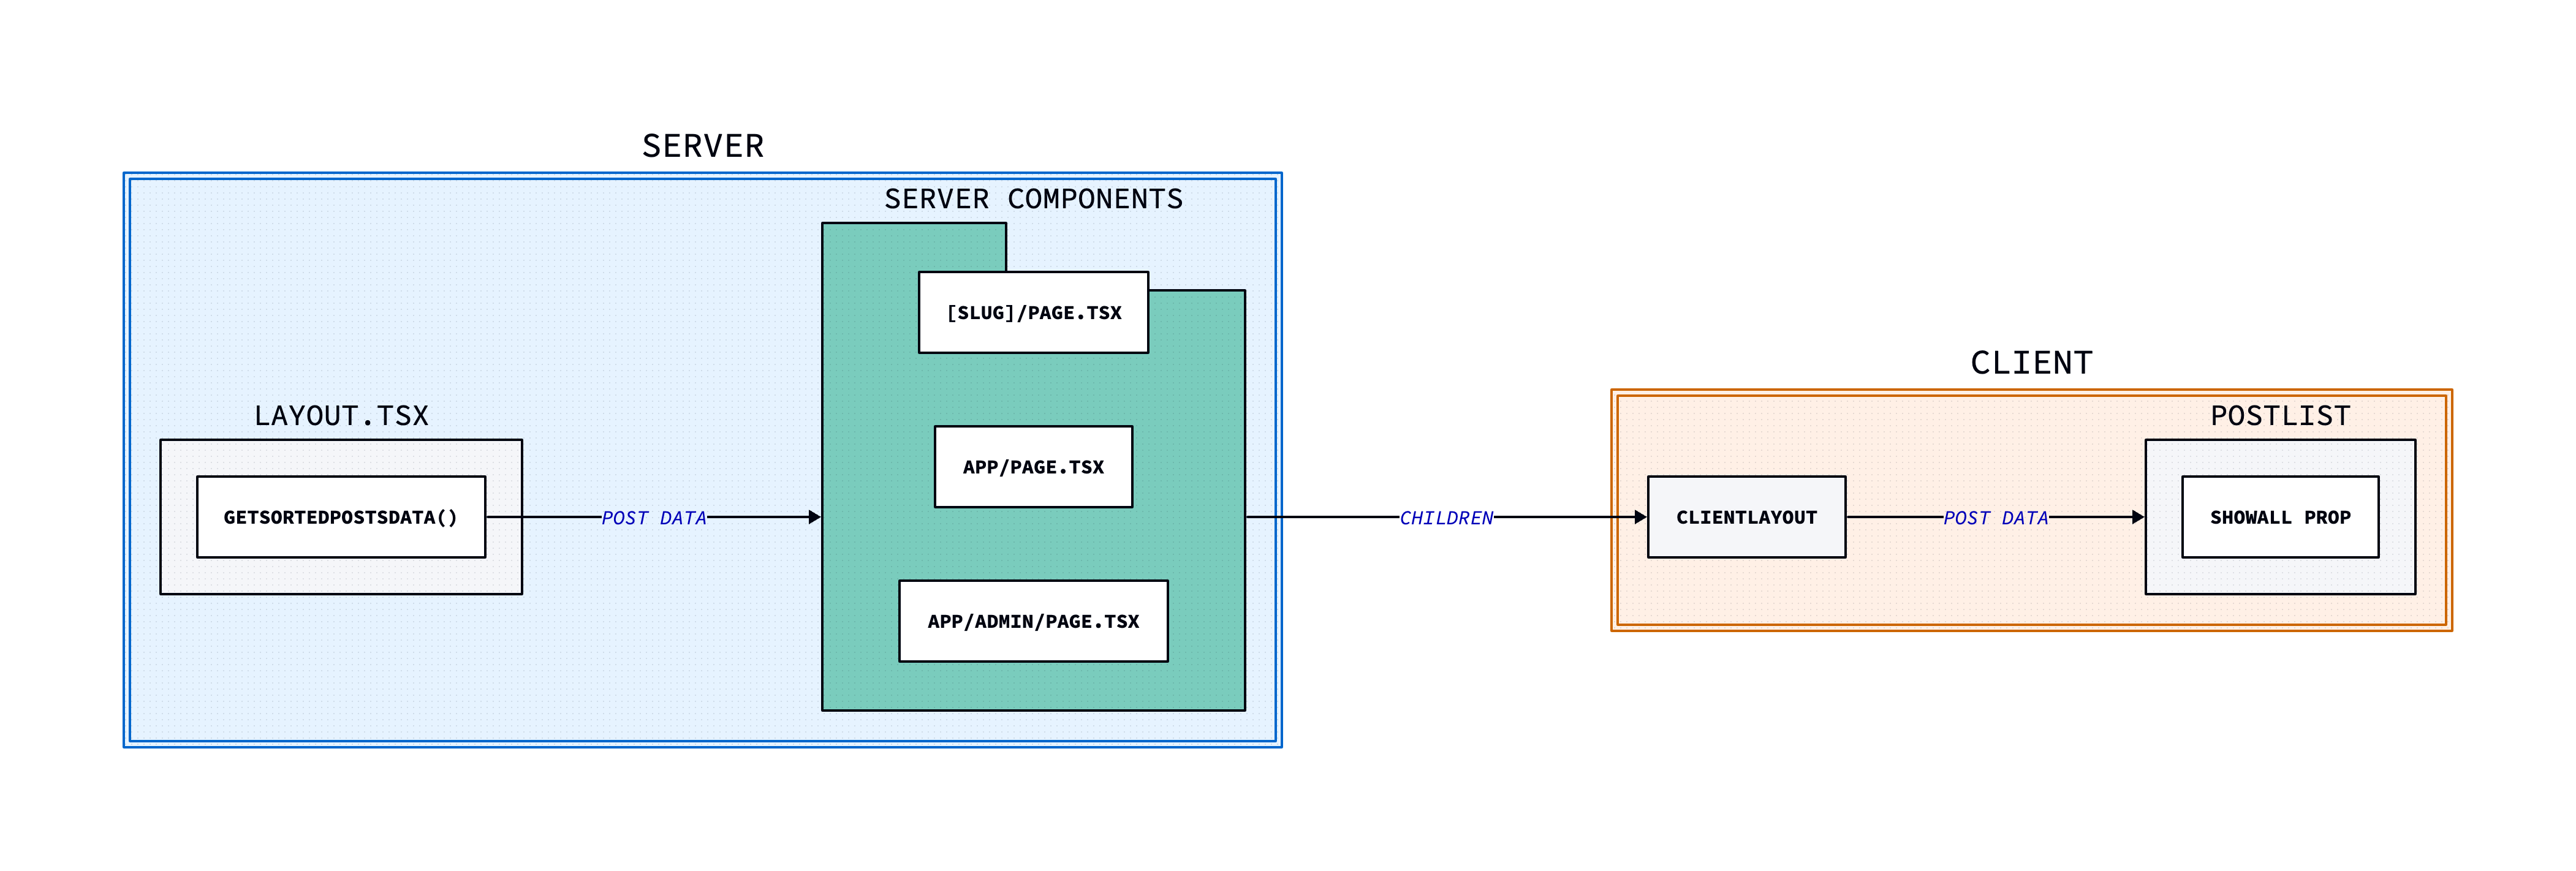 SERVER
SERVER COMPONENTS
[SLUG]/PAGE.TSX
CLIENT
LAYOUT.TSX
POSTLIST
APP/PAGE.TSX
GETSORTEDPOSTSDATA()
POST DATA
CHILDREN
CLIENTLAYOUT
POST DATA
SHOWALL PROP
APP/ADMIN/PAGE.TSX